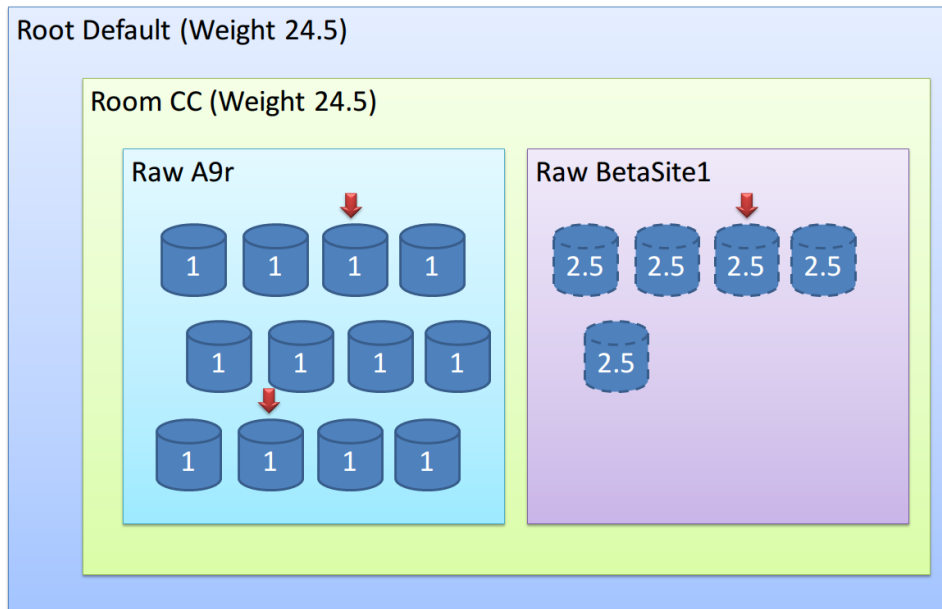 Root Default (Weight 24.5)
Room CC (Weight 24.5)
Raw A9r
1 1 1 1
1 1 1 1
1 1 1 1
Raw BetaSite1
2.5 2.5 2.5 2.5
2.5